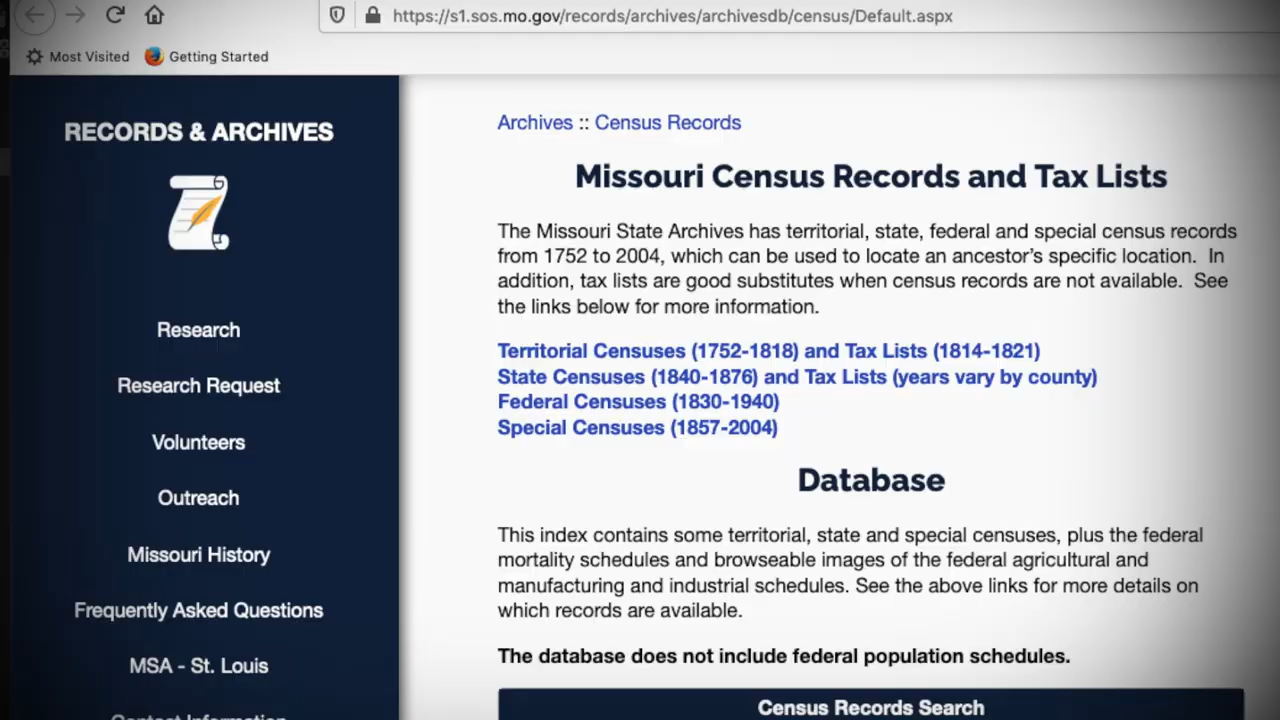 https://s1.sos.mo.gov/records/archives/archivesdb/census/Default.aspx
Most Visited
Getting Started
RECORDS & ARCHIVES
Research
Research Request
Volunteers
Outreach
Missouri History
Frequently Asked Questions
MSA - St. Louis
Contact Information
Archives :: Census Records
Missouri Census Records and Tax Lists
The Missouri State Archives has territorial, state, federal and special census records
from 1752 to 2004, which can be used to locate an ancestor's specific location.  In
addition, tax lists are good substitutes when census records are not available.  See
the links below for more information.
Territorial Censuses (1752-1818) and Tax Lists (1814-1821)
State Censuses (1840-1876) and Tax Lists (years vary by county)
Federal Censuses (1830-1940)
Special Censuses (1857-2004)
Database
This index contains some territorial, state and special censuses, plus the federal
mortality schedules and browseable images of the federal agricultural and
manufacturing and industrial schedules. See the above links for more details on
which records are available.
The database does not include federal population schedules.
Census Records Search